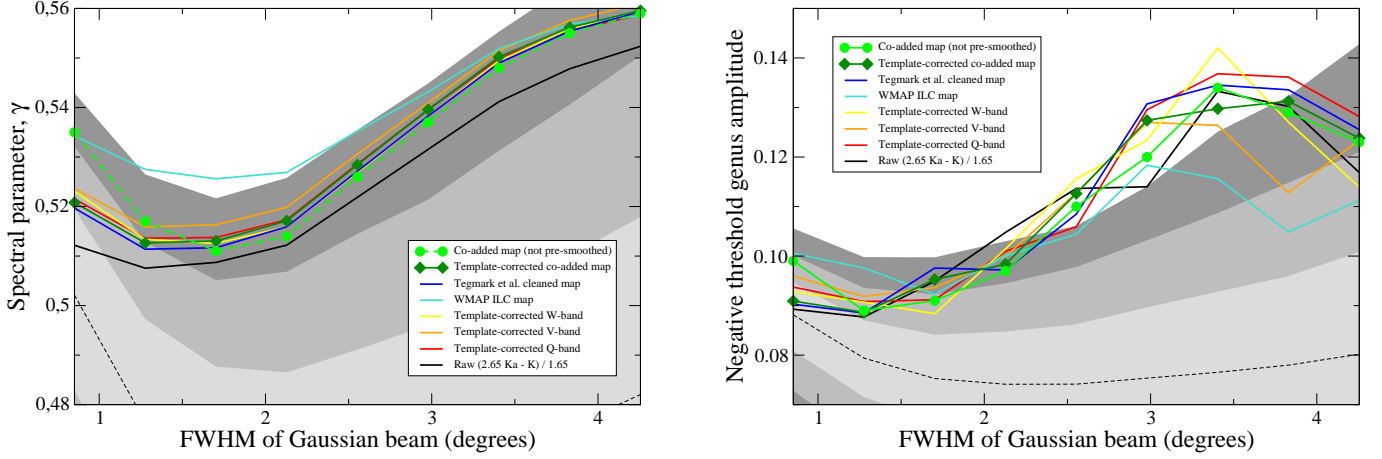 0,56
0,54
0,52
0,5
0,48
Spectral parameter, γ
Co-added map (not pre-smoothed)
Template-corrected co-added map
Tegmark et al. cleaned map
WMAP ILC map
Template-corrected W-band
Template-corrected V-band
Template-corrected Q-band
Raw (2.65 Ka - K) / 1.65
1 2 3 4
FWHM of Gaussian beam (degrees)
0.14
0.12
0.10
0.08
Negative threshold genus amplitude
Co-added map (not pre-smoothed)
Template-corrected co-added map
Tegmark et al. cleaned map
WMAP ILC map
Template-corrected W-band
Template-corrected V-band
Template-corrected Q-band
Raw (2.65 Ka - K) / 1.65
1 2 3 4
FWHM of Gaussian beam (degrees)